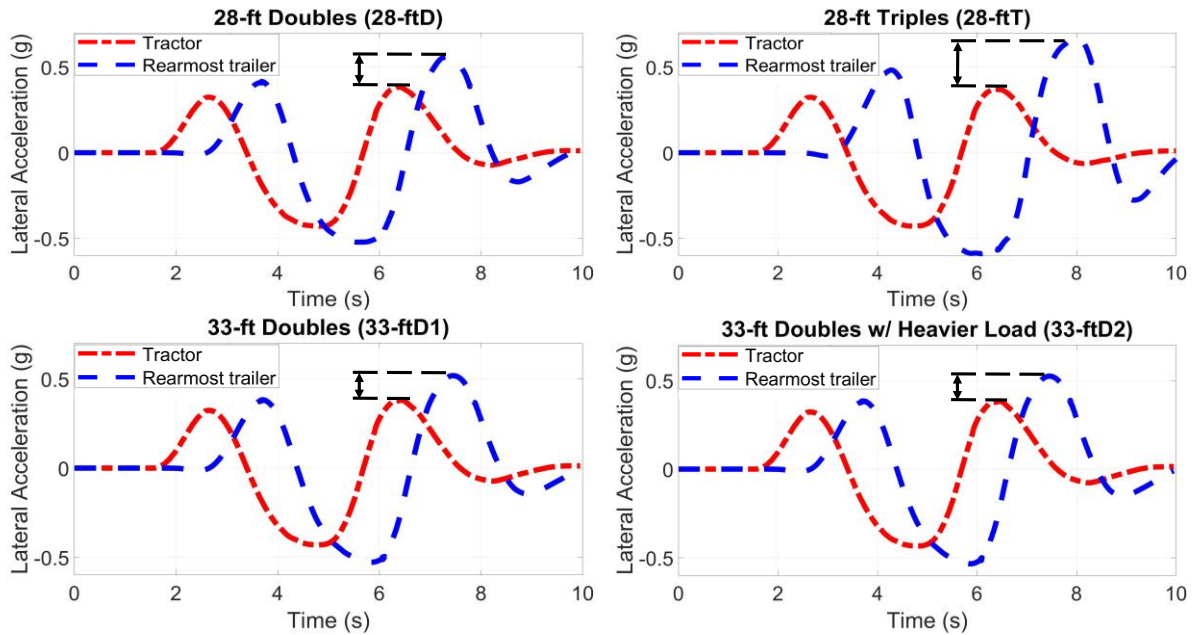 28-ft Doubles (28-ftD)
Tractor
Rearmost trailer
Lateral Acceleration (g)
0.5
0
-0.5
0 2 4 6 8 10
Time (s)
28-ft Triples (28-ftT)
Tractor
Rearmost trailer
Lateral Acceleration (g)
0.5
0
-0.5
0 2 4 6 8 10
Time (s)
33-ft Doubles (33-ftD1)
Tractor
Rearmost trailer
Lateral Acceleration (g)
0.5
0
-0.5
0 2 4 6 8 10
Time (s)
33-ft Doubles w/ Heavier Load (33-ftD2)
Tractor
Rearmost trailer
Lateral Acceleration (g)
0.5
0
-0.5
0 2 4 6 8 10
Time (s)